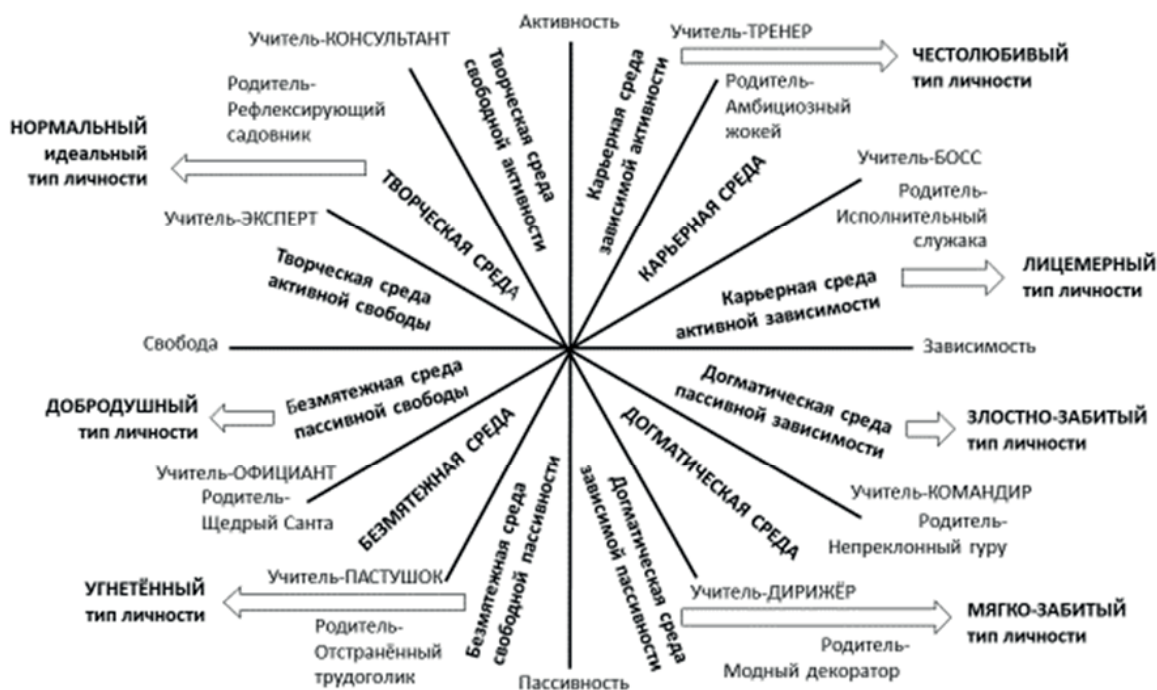 Активность
Учитель-КОНСУЛЬТАНТ
Творческая среда
свободной активности
Карьерная среда
зависимой активности
Учитель-ТРЕНЕР
ЧЕСТОЛЮБИВЫЙ
тип личности
Родитель-
Рефлексирующий
садовник
Родитель-
Амбициозный
жокей
НОРМАЛЬНЫЙ
идеальный
тип личности
ТВОРЧЕСКАЯ СРЕДА
КАРЬЕРНАЯ СРЕДА
Учитель-БОСС
Родитель-
Исполнительный
служака
Учитель-ЭКСПЕРТ
Творческая среда
активной свободы
Карьерная среда
активной зависимости
ЛИЦЕМЕРНЫЙ
тип личности
Свобода
Зависимость
ДОБРОДУШНЫЙ
тип личности
Безмятежная среда
пассивной свободы
Догматическая среда
пассивной зависимости
ЗЛОСТНО-ЗАБИТЫЙ
тип личности
Учитель-ОФИЦИАНТ
Родитель-
Щедрый Санта
БЕЗМЯТЕЖНАЯ СРЕДА
ДОГМАТИЧЕСКАЯ СРЕДА
Учитель-КОМАНДИР
Родитель-
Непреклонный гуру
УГНЕТЁННЫЙ
тип личности
Учитель-ПАСТУШОК
Родитель-
Отстранённый
трудоголик
Безмятежная среда
свободной пассивности
Догматическая среда
зависимой пассивности
Учитель-ДИРИЖЁР
Родитель-
Модный декоратор
МЯГКО-ЗАБИТЫЙ
тип личности
Пассивность